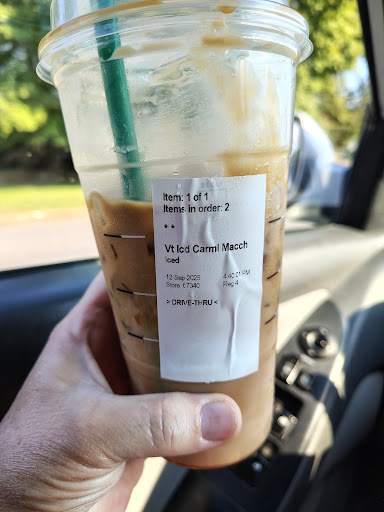 Item: 1 of 1
Items in order: 2
* *
Vt Icd Carml Macch
Iced
12-Sep-2025 4:40:01 PM
Store: 67340 Reg 4
> DRIVE-THRU <